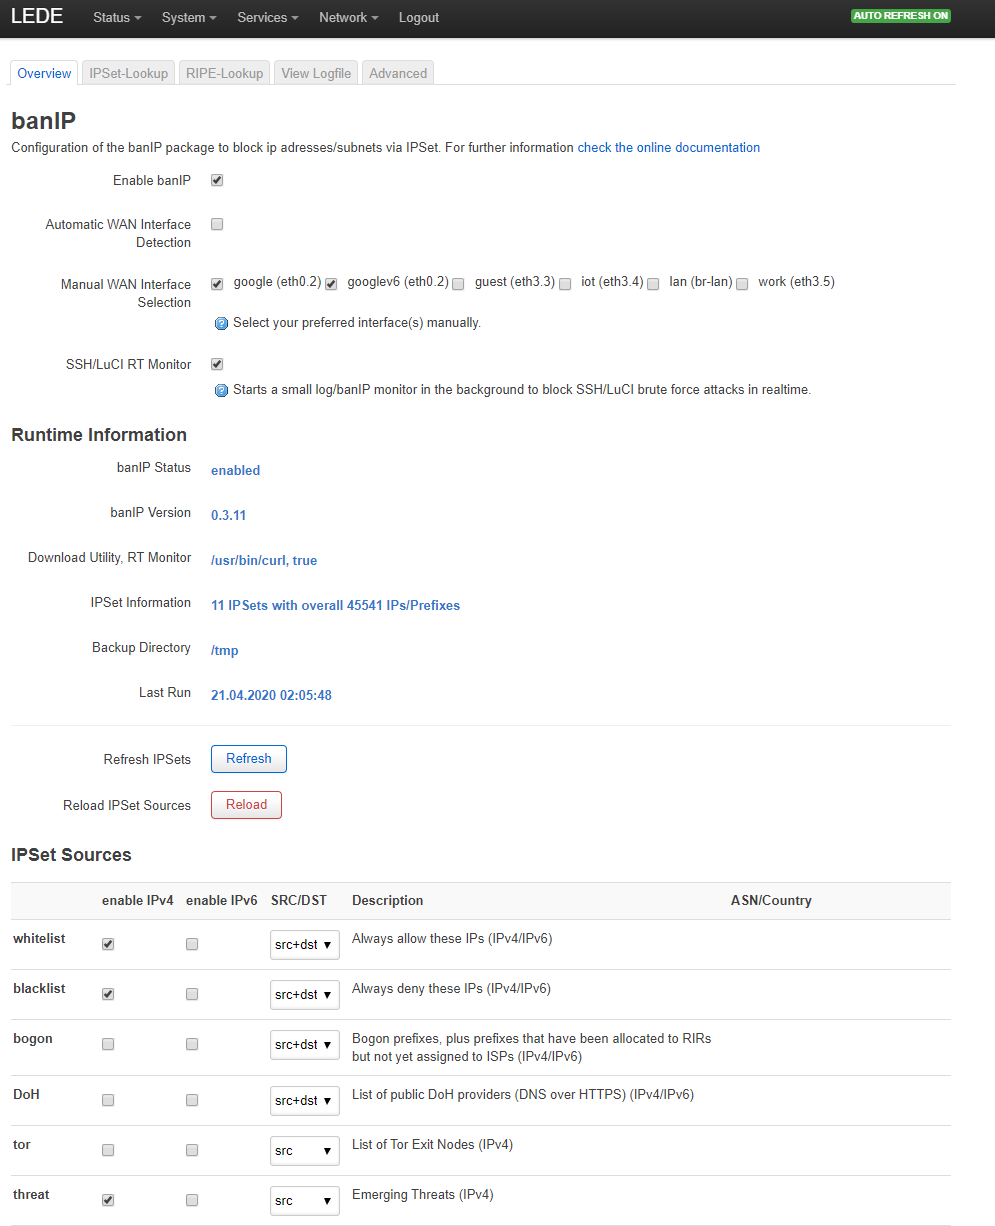 LEDE Status System Services Network Logout AUTO REFRESH ON
Overview IPSet-Lookup RIPE-Lookup View Logfile Advanced
banIP
Configuration of the banIP package to block ip adresses/subnets via IPSet. For further information check the online documentation
Enable banIP
Automatic WAN Interface
Detection
Manual WAN Interface
Selection
google (eth0.2) googlev6 (eth0.2) guest (eth3.3) iot (eth3.4) lan (br-lan) work (eth3.5)
Select your preferred interface(s) manually.
SSH/LuCI RT Monitor
Starts a small log/banIP monitor in the background to block SSH/LuCI brute force attacks in realtime.
Runtime Information
banIP Status enabled
banIP Version 0.3.11
Download Utility, RT Monitor /usr/bin/curl, true
IPSet Information 11 IPSets with overall 45541 IPs/Prefixes
Backup Directory /tmp
Last Run 21.04.2020 02:05:48
Refresh IPSets Refresh
Reload IPSet Sources Reload
IPSet Sources
enable IPv4 enable IPv6 SRC/DST Description ASN/Country
whitelist src+dst Always allow these IPs (IPv4/IPv6)
blacklist src+dst Always deny these IPs (IPv4/IPv6)
bogon src+dst Bogon prefixes, plus prefixes that have been allocated to RIRs
but not yet assigned to ISPs (IPv4/IPv6)
DoH src+dst List of public DoH providers (DNS over HTTPS) (IPv4/IPv6)
tor src List of Tor Exit Nodes (IPv4)
threat src Emerging Threats (IPv4)